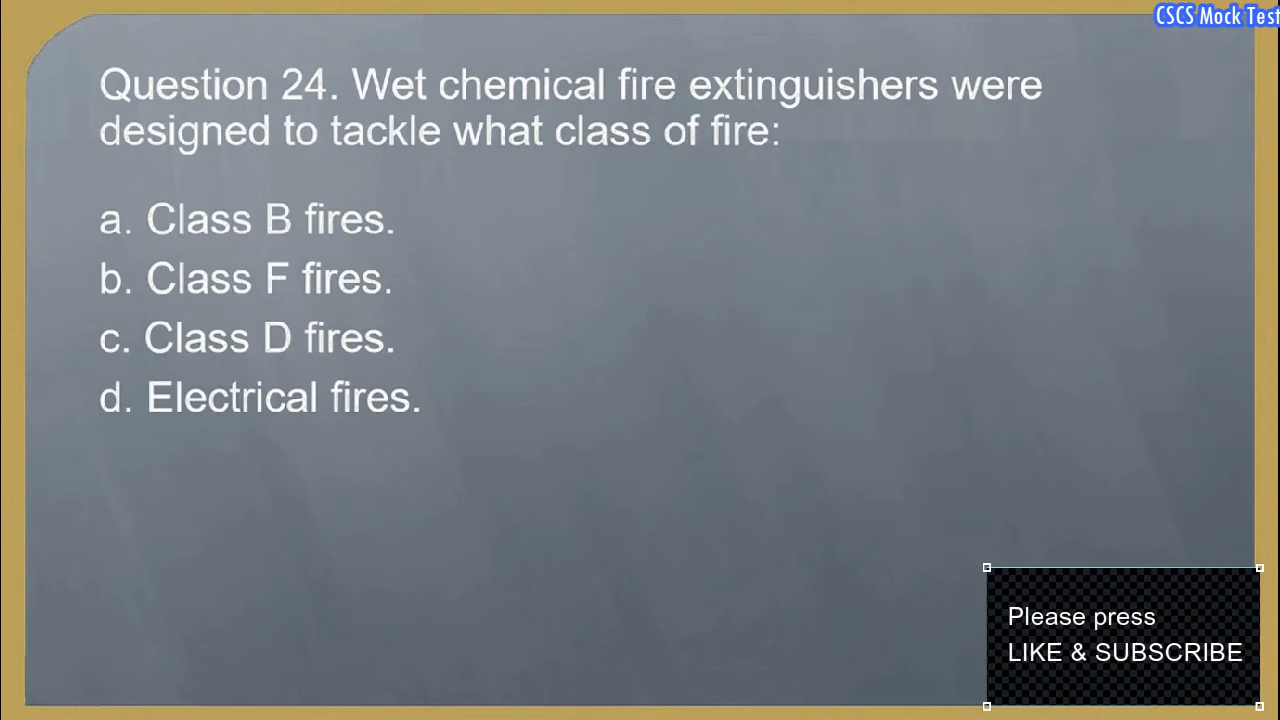 CSCS Mock Test
Question 24. Wet chemical fire extinguishers were
designed to tackle what class of fire:
a. Class B fires.
b. Class F fires.
c. Class D fires.
d. Electrical fires.
Please press
LIKE & SUBSCRIBE